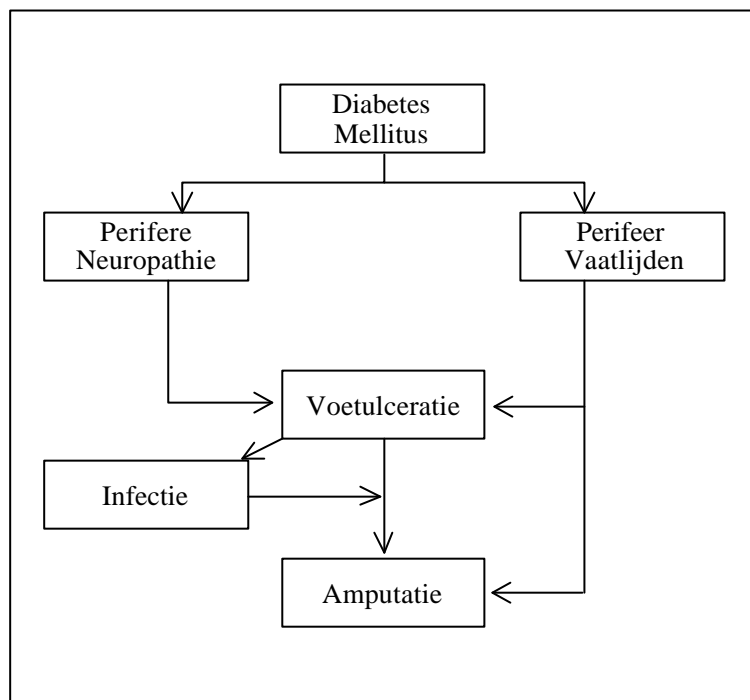 Diabetes
Mellitus
Perifere
Neuropathie
Perifeer
Vaatlijden
Voetulceratie
Infectie
Amputatie